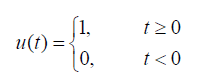 u(t) = { 1, t ≥ 0
0, t < 0